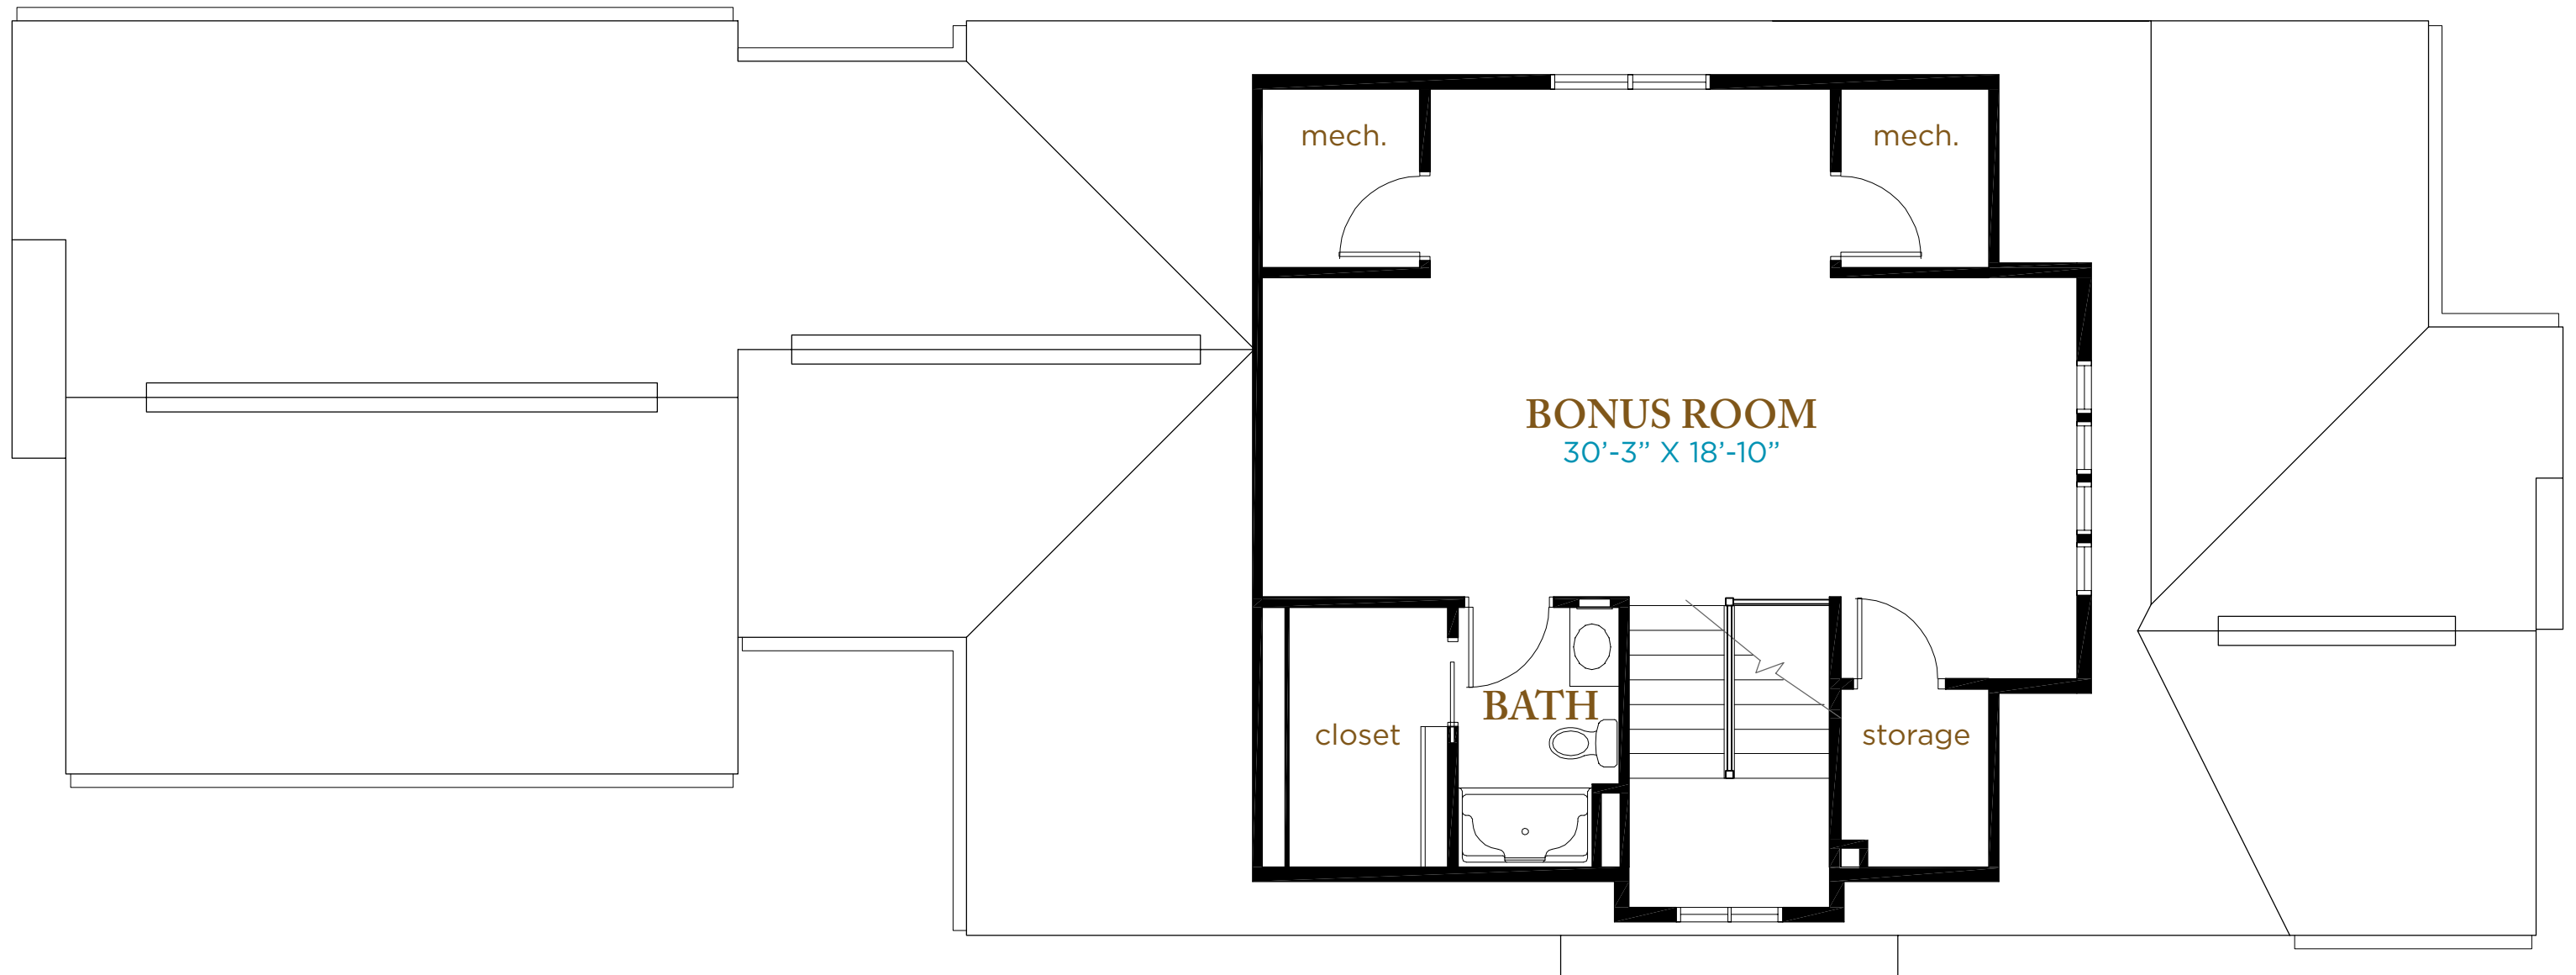 mech.
mech.
BONUS ROOM
30’-3” X 18’-10”
BATH
closet
storage